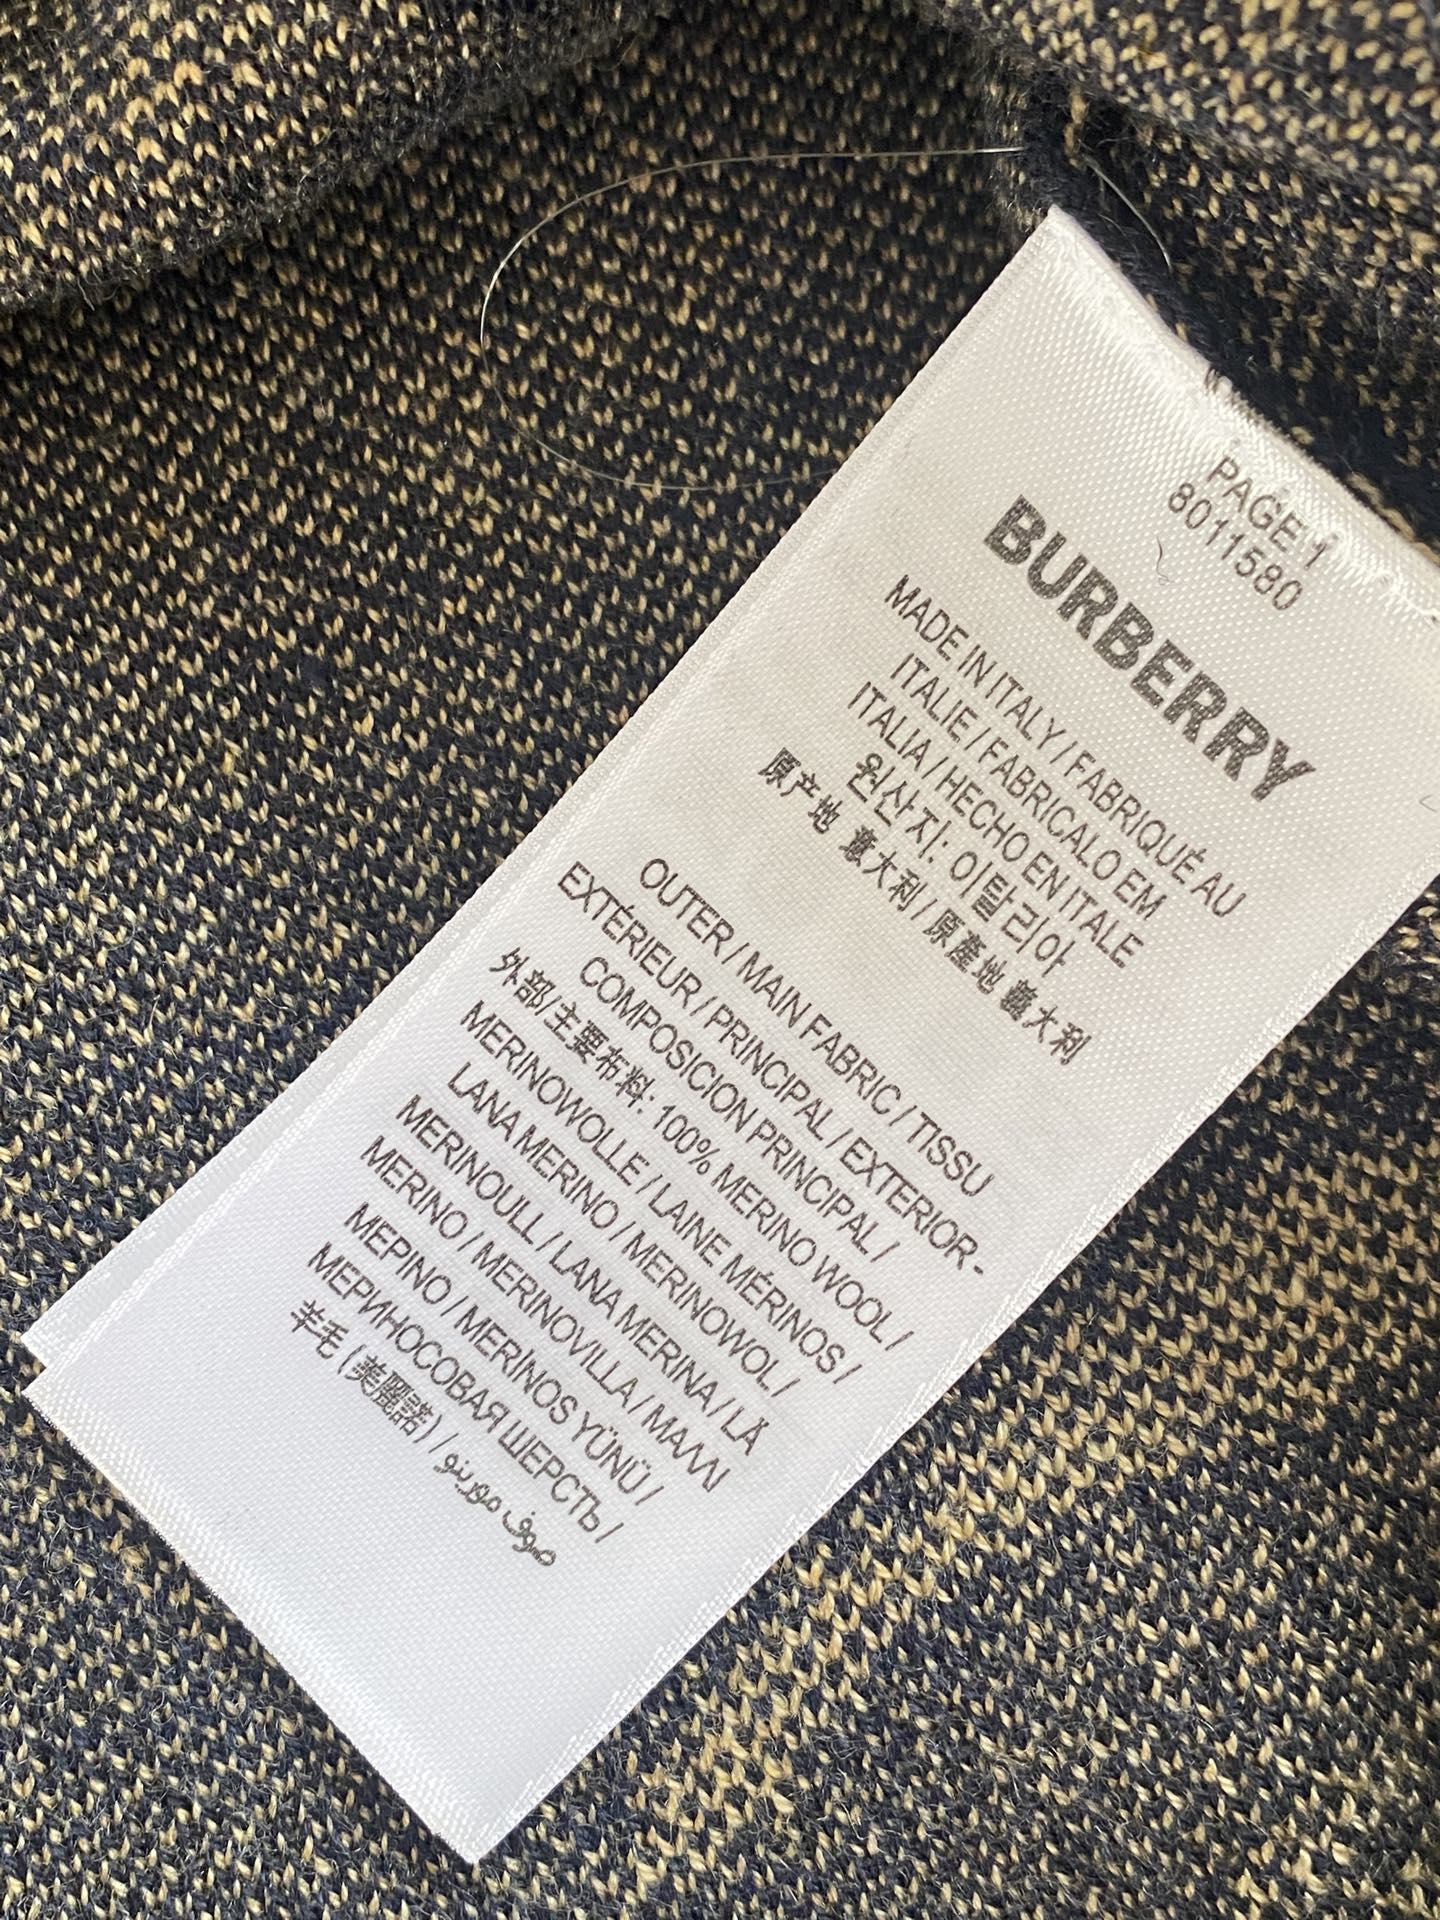 PAGE 1
8011580
BURBERRY
MADE IN ITALY / FABRIQUÉ AU
ITALIE / FABRICALO EM
ITALIA / HECHO EN ITALE
원산지: 이탈리아
原产地 意大利 / 原產地 義大利
OUTER / MAIN FABRIC / TISSU
EXTÉRIEUR / PRINCIPAL / EXTERIOR -
COMPOSICION PRINCIPAL /
外部/主要布料: 100% MERINO WOOL /
MERINOWOLLE / LAINE MÉRINOS /
LANA MERINO / MERINOWOL /
MERINOULL / LANA MERINA / LÃ
MERINO / MERINOVILLA / ΜΑΛΛΙ
ΜΕΡΙΝΟ / MERİNOS YÜNÜ /
МЕРИНОСОВАЯ ШЕРСТЬ /
羊毛 (美麗諾) / صوف مورينو